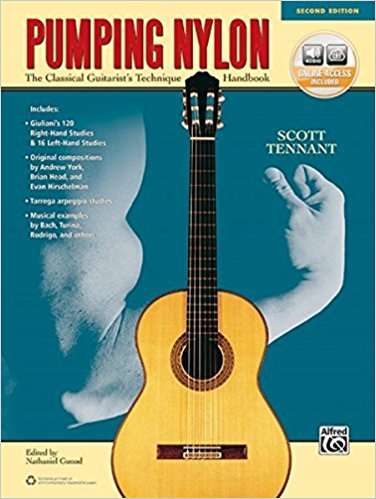 SECOND EDITION
PUMPING NYLON
The Classical Guitarist's Technique Handbook
AUDIO
ONLINE ACCESS
INCLUDED
Includes:
• Giuliani's 120
Right-Hand Studies
& 16 Left-Hand Studies
• Original compositions
by Andrew York,
Brian Head, and
Evan Hirschelman
• Tarrega arpeggio studies
• Musical examples
by Bach, Turina,
Rodrigo, and others
SCOTT
TENNANT
Edited by
Nathaniel Gunod
Alfred